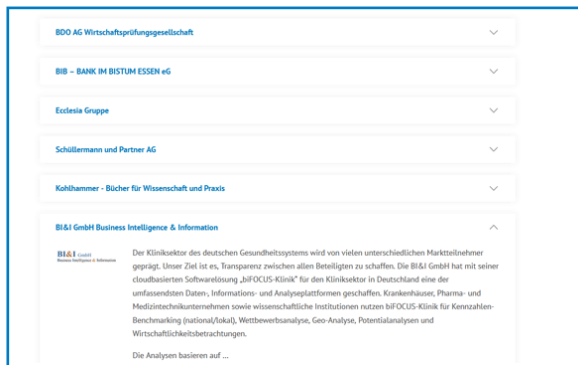 BDO AG Wirtschaftsprüfungsgesellschaft
BIB – BANK IM BISTUM ESSEN eG
Ecclesia Gruppe
Schüllermann und Partner AG
Kohlhammer - Bücher für Wissenschaft und Praxis
BI&I GmbH Business Intelligence & Information
BI&I GmbH
Business Intelligence & Information
Der Kliniksektor des deutschen Gesundheitssystems wird von vielen unterschiedlichen Marktteilnehmer
geprägt. Unser Ziel ist es, Transparenz zwischen allen Beteiligten zu schaffen. Die BI&I GmbH hat mit seiner
cloudbasierten Softwarelösung „biFOCUS-Klinik“ für den Kliniksektor in Deutschland eine der
umfassendsten Daten-, Informations- und Analyseplattformen geschaffen. Krankenhäuser, Pharma- und
Medizintechnikunternehmen sowie wissenschaftliche Institutionen nutzen biFOCUS-Klinik für Kennzahlen-
Benchmarking (national/lokal), Wettbewerbsanalyse, Geo-Analyse, Potentialanalysen und
Wirtschaftlichkeitsbetrachtungen.
Die Analysen basieren auf ...